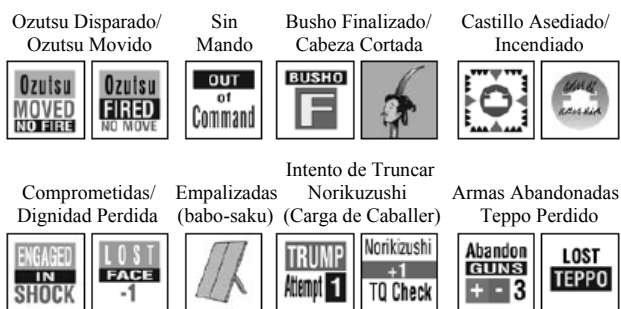 Ozutsu Disparado/
Ozutsu Movido
Sin
Mando
Busho Finalizado/
Cabeza Cortada
Castillo Asediado/
Incendiado
Ozutsu
MOVED
NO FIRE
Ozutsu
FIRED
NO MOVE
OUT
of
Command
BUSHO
F
Comprometidas/
Dignidad Perdida
Empalizadas
(babo-saku)
Intento de Truncar
Norikuzushi
(Carga de Caballer)
Armas Abandonadas
Teppo Perdido
ENGAGED
IN
SHOCK
LOST
FACE
-1
TRUMP
Attempt 1
Norikizushi
+1
TQ Check
Abandon
GUNS
+ - 3
LOST
TEPPO